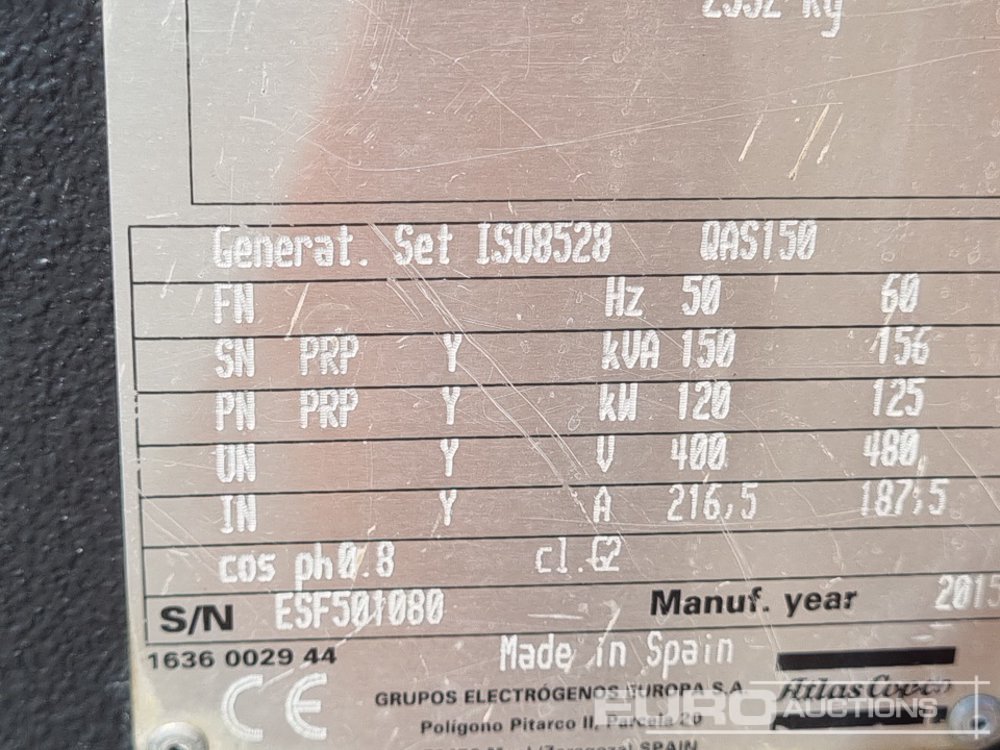 Generat. Set ISO8528 QAS150
FN Hz 50 60
SN PRP Y kVA 150 156
PN PRP Y kW 120 125
UN Y V 400 480
IN Y A 216,5 187,5
cos ph0.8 cl.G2
S/N ESF501080 Manuf. year 2015
1636 0029 44 Made in Spain
CE
GRUPOS ELECTRÓGENOS EUROPA S.A Atlas Copco
Polígono Pitarco II, Parcela 20
SPAIN
EURO
AUCTIONS